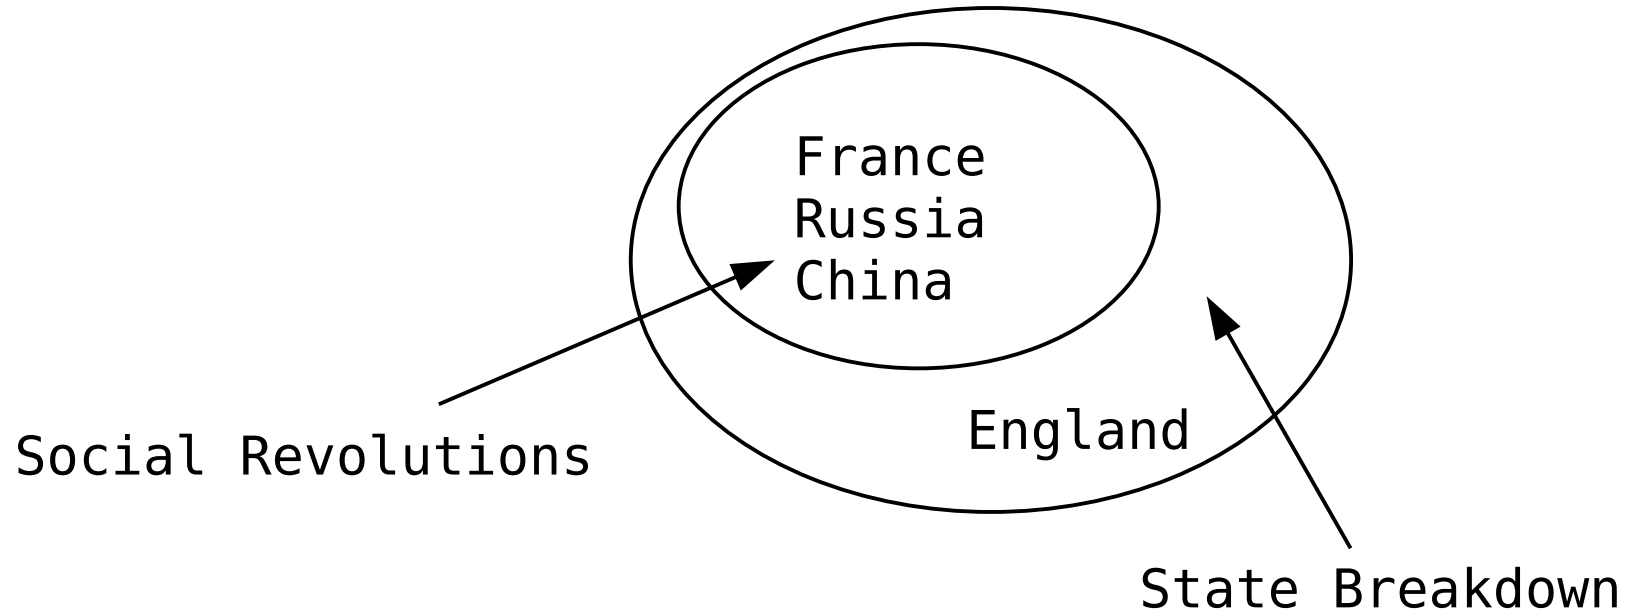 France
Russia
China
England
Social Revolutions
State Breakdown